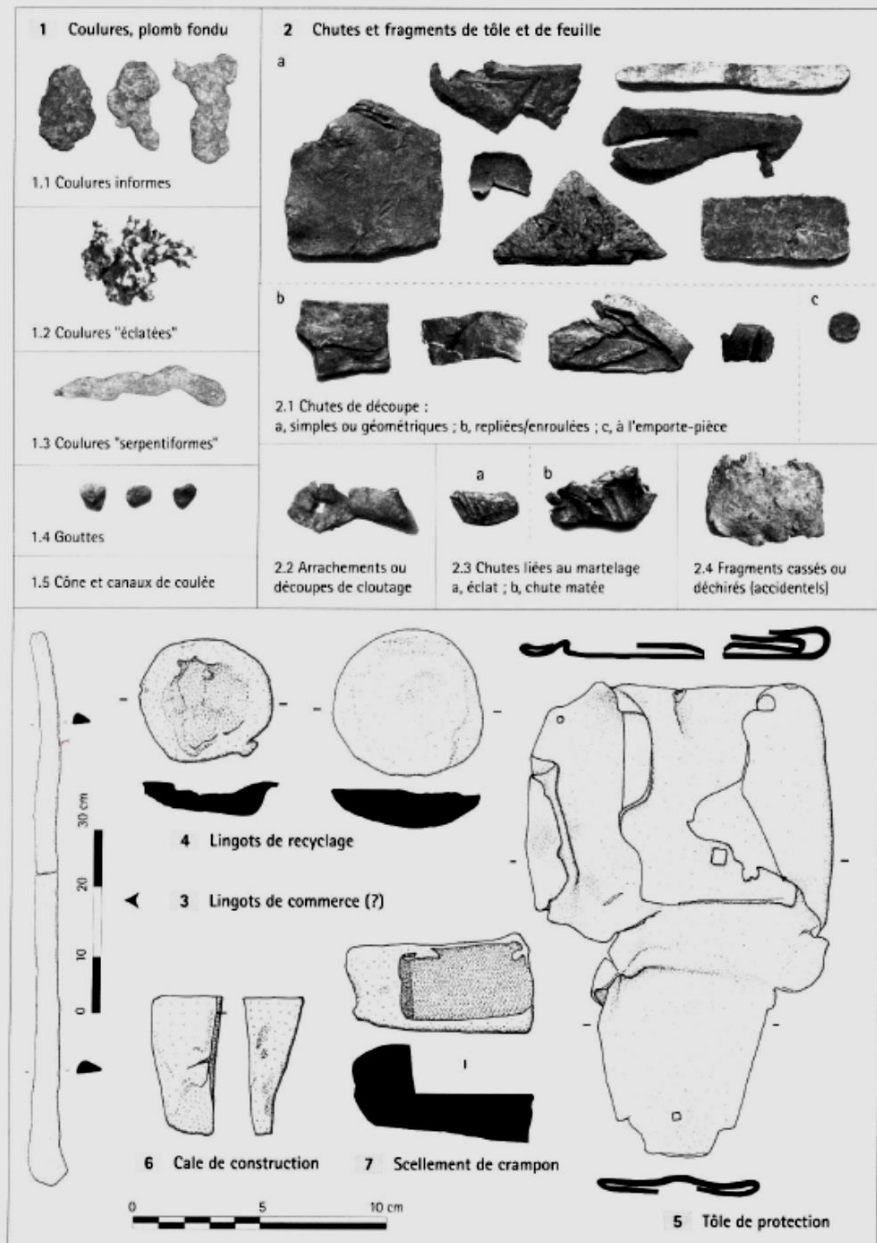 1 Coulures, plomb fondu
1.1 Coulures informes
1.2 Coulures "éclatées"
1.3 Coulures "serpentiformes"
1.4 Gouttes
1.5 Cône et canaux de coulée
2 Chutes et fragments de tôle et de feuille
a
b
c
2.1 Chutes de découpe :
a, simples ou géométriques ; b, repliées/enroulées ; c, à l'emporte-pièce
2.2 Arrachements ou
découpes de cloutage
a
b
2.3 Chutes liées au martelage
a, éclat ; b, chute matée
2.4 Fragments cassés ou
déchirés (accidentels)
4 Lingots de recyclage
3 Lingots de commerce (?)
30 cm
20
10
0
6 Cale de construction
7 Scellement de crampon
5 Tôle de protection
0 5 10 cm